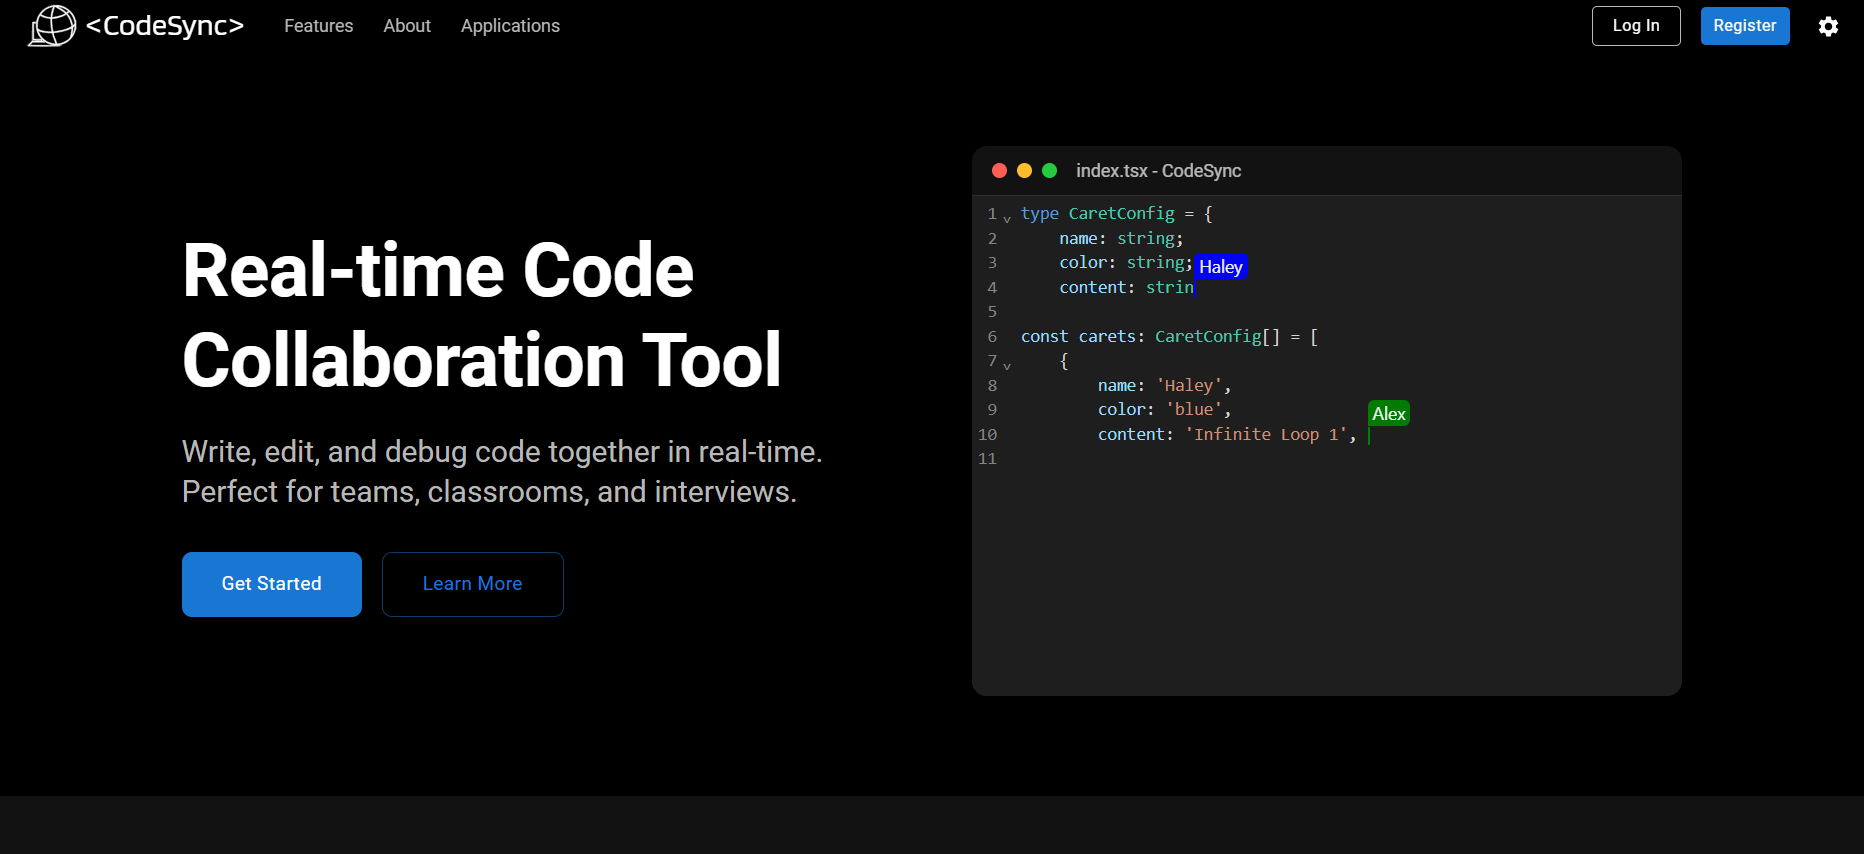 <CodeSync>
Features
About
Applications
Log In
Register
Real-time Code
Collaboration Tool
Write, edit, and debug code together in real-time.
Perfect for teams, classrooms, and interviews.
Get Started
Learn More
index.tsx - CodeSync
1 type CaretConfig = {
2     name: string;
3     color: string;
Haley
4     content: strin
5
6 const carets: CaretConfig[] = [
7     {
8         name: 'Haley',
9         color: 'blue',
Alex
10         content: 'Infinite Loop 1',
11